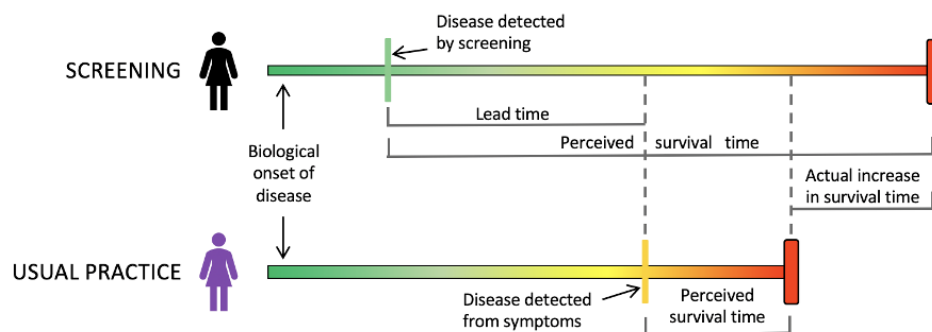 Disease detected
by screening
SCREENING
Lead time
Perceived survival time
Biological
onset of
disease
Actual increase
in survival time
USUAL PRACTICE
Disease detected
from symptoms
Perceived
survival time